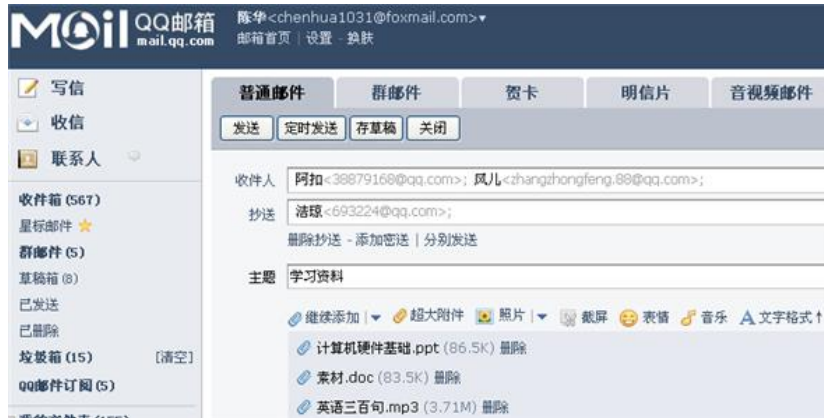 Mail QQ邮箱
mail.qq.com
陈华<chenhua1031@foxmail.com>▾
邮箱首页 | 设置 - 换肤
写信
收信
联系人
收件箱 (567)
星标邮件
群邮件 (5)
草稿箱 (8)
已发送
已删除
垃圾箱 (15) [清空]
QQ邮件订阅 (5)
普通邮件 群邮件 贺卡 明信片 音视频邮件
发送 定时发送 存草稿 关闭
收件人 阿扣<38879168@qq.com>; 凤儿<zhangzhongfeng.88@qq.com>;
抄送 洁琼<693224@qq.com>;
删除抄送 - 添加密送 | 分别发送
主题 学习资料
继续添加 |▾ 超大附件 照片 |▾ 截屏 表情 音乐 文字格式↑
计算机硬件基础.ppt (86.5K) 删除
素材.doc (83.5K) 删除
英语三百句.mp3 (3.71M) 删除